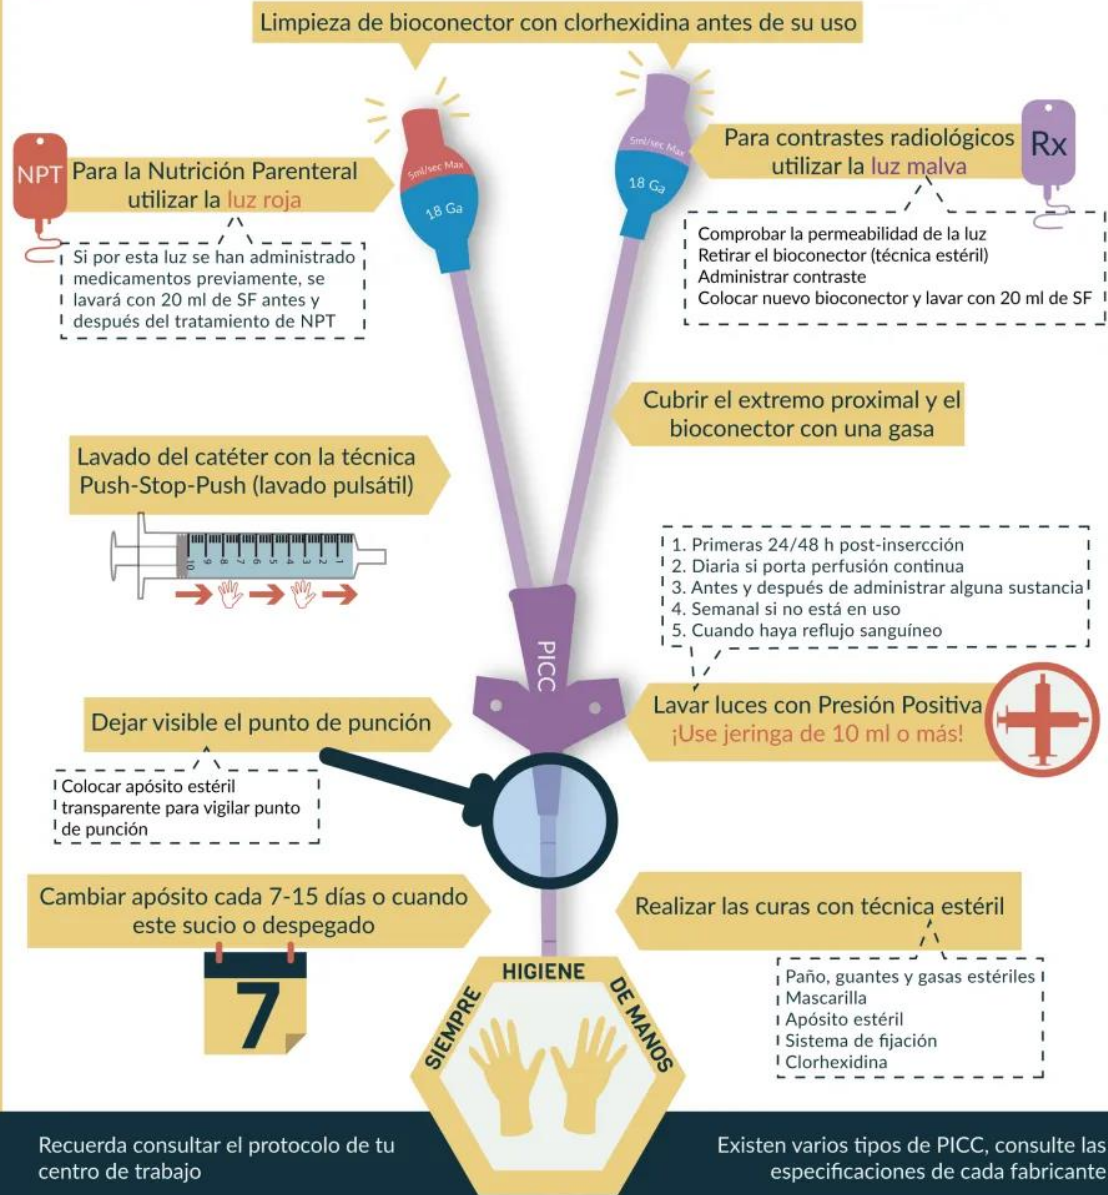 Limpieza de bioconector con clorhexidina antes de su uso
NPT
Para la Nutrición Parenteral
utilizar la luz roja
Si por esta luz se han administrado
medicamentos previamente, se
lavará con 20 ml de SF antes y
después del tratamiento de NPT
5ml/sec Max
18 Ga
5ml/sec Max
18 Ga
Para contrastes radiológicos
utilizar la luz malva
Rx
Comprobar la permeabilidad de la luz
Retirar el bioconector (técnica estéril)
Administrar contraste
Colocar nuevo bioconector y lavar con 20 ml de SF
Cubrir el extremo proximal y el
bioconector con una gasa
Lavado del catéter con la técnica
Push-Stop-Push (lavado pulsátil)
10 9 8 7 6 5 4 3 2 1
1. Primeras 24/48 h post-insercción
2. Diaria si porta perfusión continua
3. Antes y después de administrar alguna sustancia
4. Semanal si no está en uso
5. Cuando haya reflujo sanguíneo
PICC
Lavar luces con Presión Positiva
¡Use jeringa de 10 ml o más!
Dejar visible el punto de punción
Colocar apósito estéril
transparente para vigilar punto
de punción
Cambiar apósito cada 7-15 días o cuando
este sucio o despegado
7
Realizar las curas con técnica estéril
Paño, guantes y gasas estériles
Mascarilla
Apósito estéril
Sistema de fijación
Clorhexidina
SIEMPRE
HIGIENE
DE MANOS
Recuerda consultar el protocolo de tu
centro de trabajo
Existen varios tipos de PICC, consulte las
especificaciones de cada fabricante